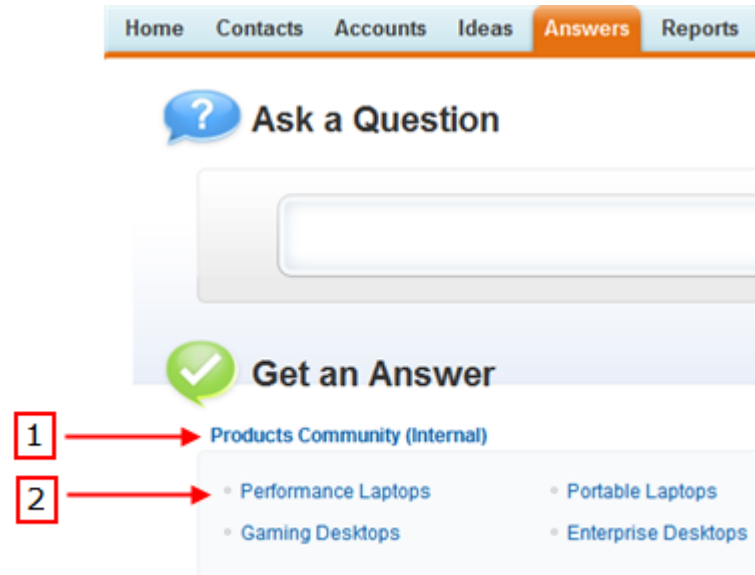 Home Contacts Accounts Ideas Answers Reports
? Ask a Question
Get an Answer
1 Products Community (Internal)
2 Performance Laptops Portable Laptops
Gaming Desktops Enterprise Desktops